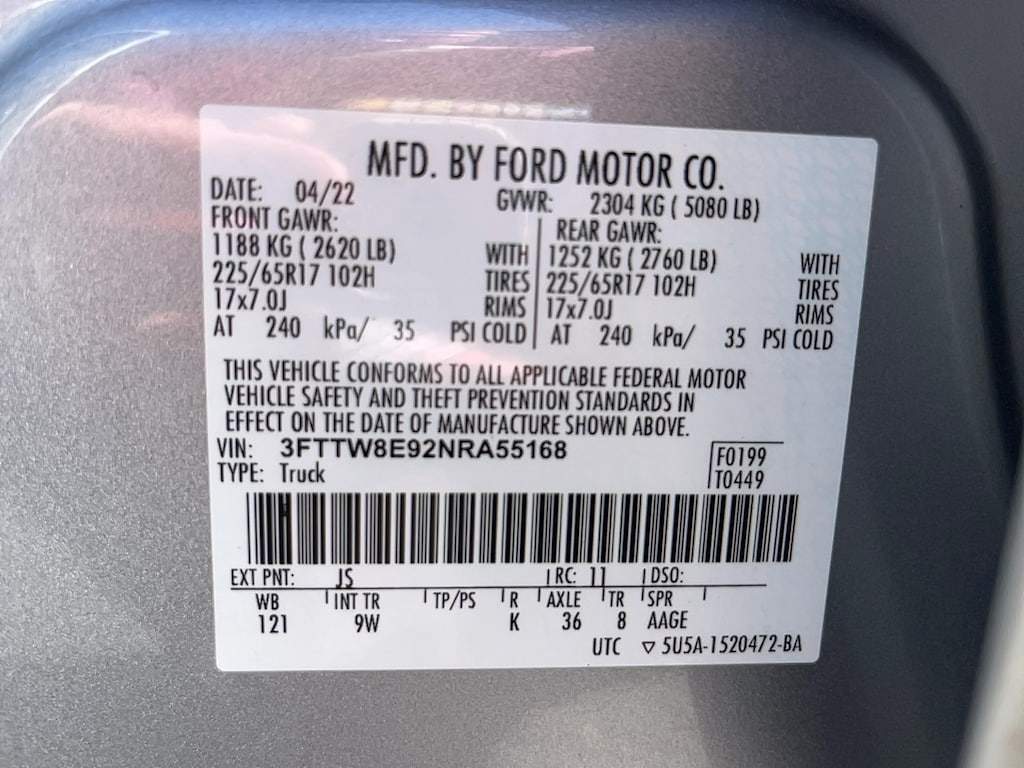 MFD. BY FORD MOTOR CO.
DATE: 04/22 GVWR: 2304 KG ( 5080 LB)
FRONT GAWR: REAR GAWR:
1188 KG ( 2620 LB) WITH 1252 KG ( 2760 LB) WITH
225/65R17 102H TIRES 225/65R17 102H TIRES
17x7.0J RIMS 17x7.0J RIMS
AT 240 kPa/ 35 PSI COLD AT 240 kPa/ 35 PSI COLD
THIS VEHICLE CONFORMS TO ALL APPLICABLE FEDERAL MOTOR
VEHICLE SAFETY AND THEFT PREVENTION STANDARDS IN
EFFECT ON THE DATE OF MANUFACTURE SHOWN ABOVE.
VIN: 3FTTW8E92NRA55168 F0199
TYPE: Truck T0449
EXT PNT: JS RC: 11 DSO:
WB INT TR TP/PS R AXLE TR SPR
121 9W K 36 8 AAGE
UTC ▽ 5U5A-1520472-BA